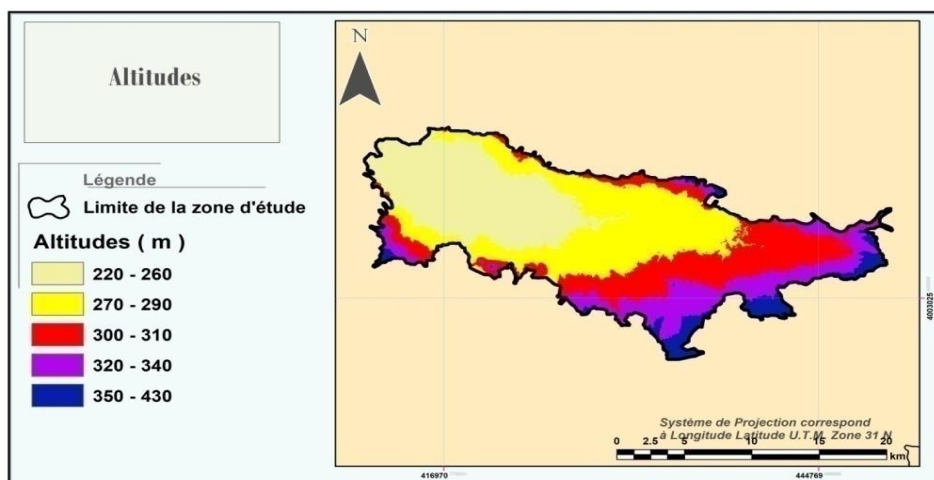 Altitudes
Légende
Limite de la zone d'étude
Altitudes ( m )
220 - 260
270 - 290
300 - 310
320 - 340
350 - 430
N
4003025
Système de Projection correspond
à Longitude Latitude U.T.M. Zone 31 N
0 2.5 5 10 15 20
km
416970
444769